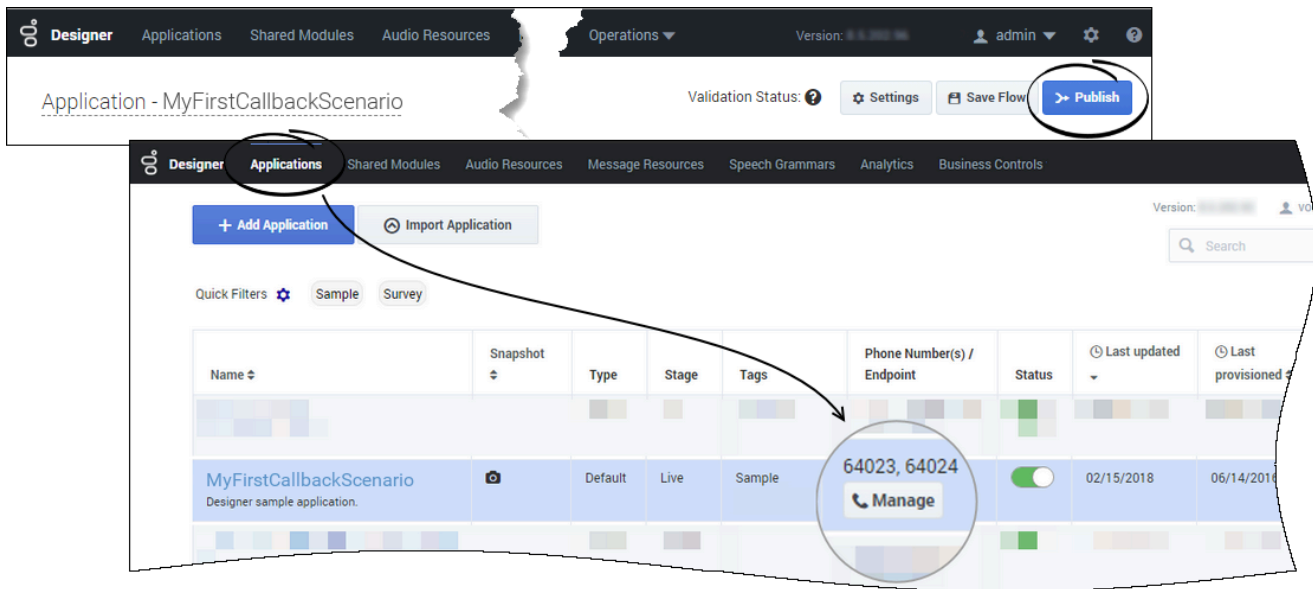 Designer Applications Shared Modules Audio Resources Operations Version: admin
Application - MyFirstCallbackScenario Validation Status: Settings Save Flow Publish
Designer Applications Shared Modules Audio Resources Message Resources Speech Grammars Analytics Business Controls
Version:
+ Add Application Import Application
Search
Quick Filters Sample Survey
Name Snapshot Type Stage Tags Phone Number(s) / Endpoint Status Last updated Last provisioned
MyFirstCallbackScenario Default Live Sample 64023, 64024 02/15/2018
Designer sample application. Manage